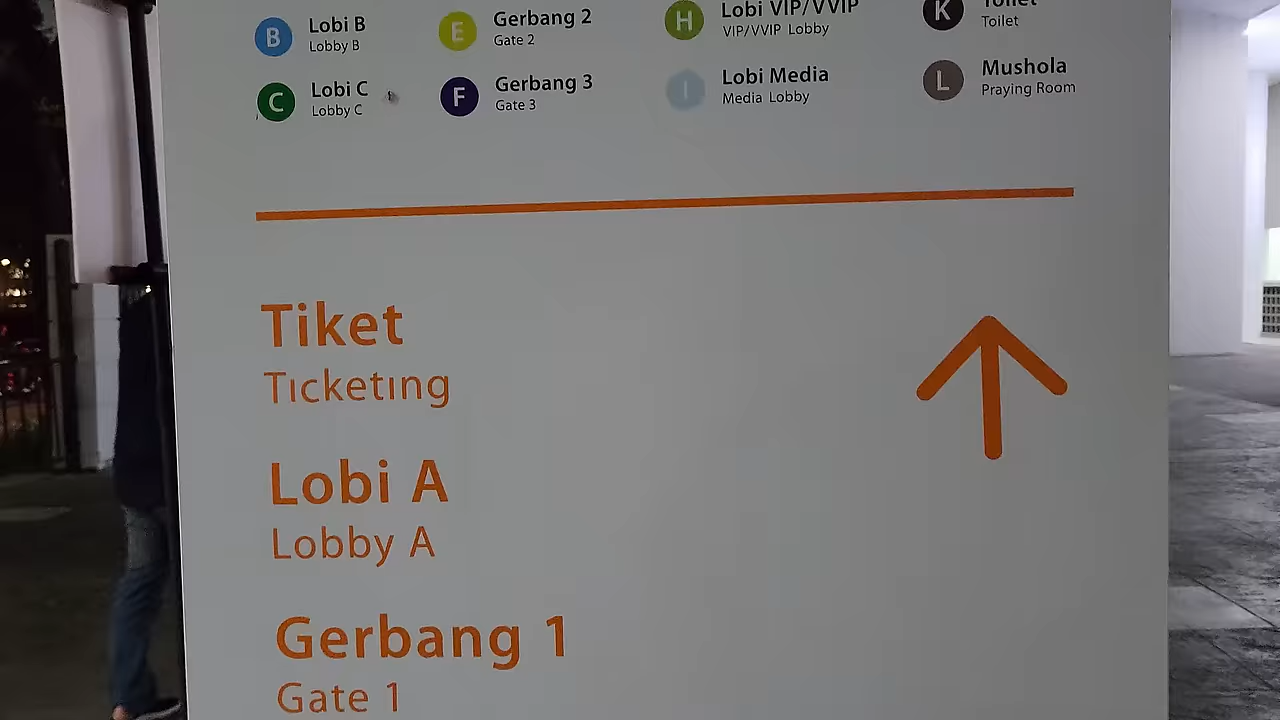 B Lobi B
Lobby B
E Gerbang 2
Gate 2
H Lobi VIP/VVIP
VIP/VVIP Lobby
K Toilet
Toilet
C Lobi C
Lobby C
F Gerbang 3
Gate 3
I Lobi Media
Media Lobby
L Mushola
Praying Room
Tiket
Ticketing
Lobi A
Lobby A
Gerbang 1
Gate 1